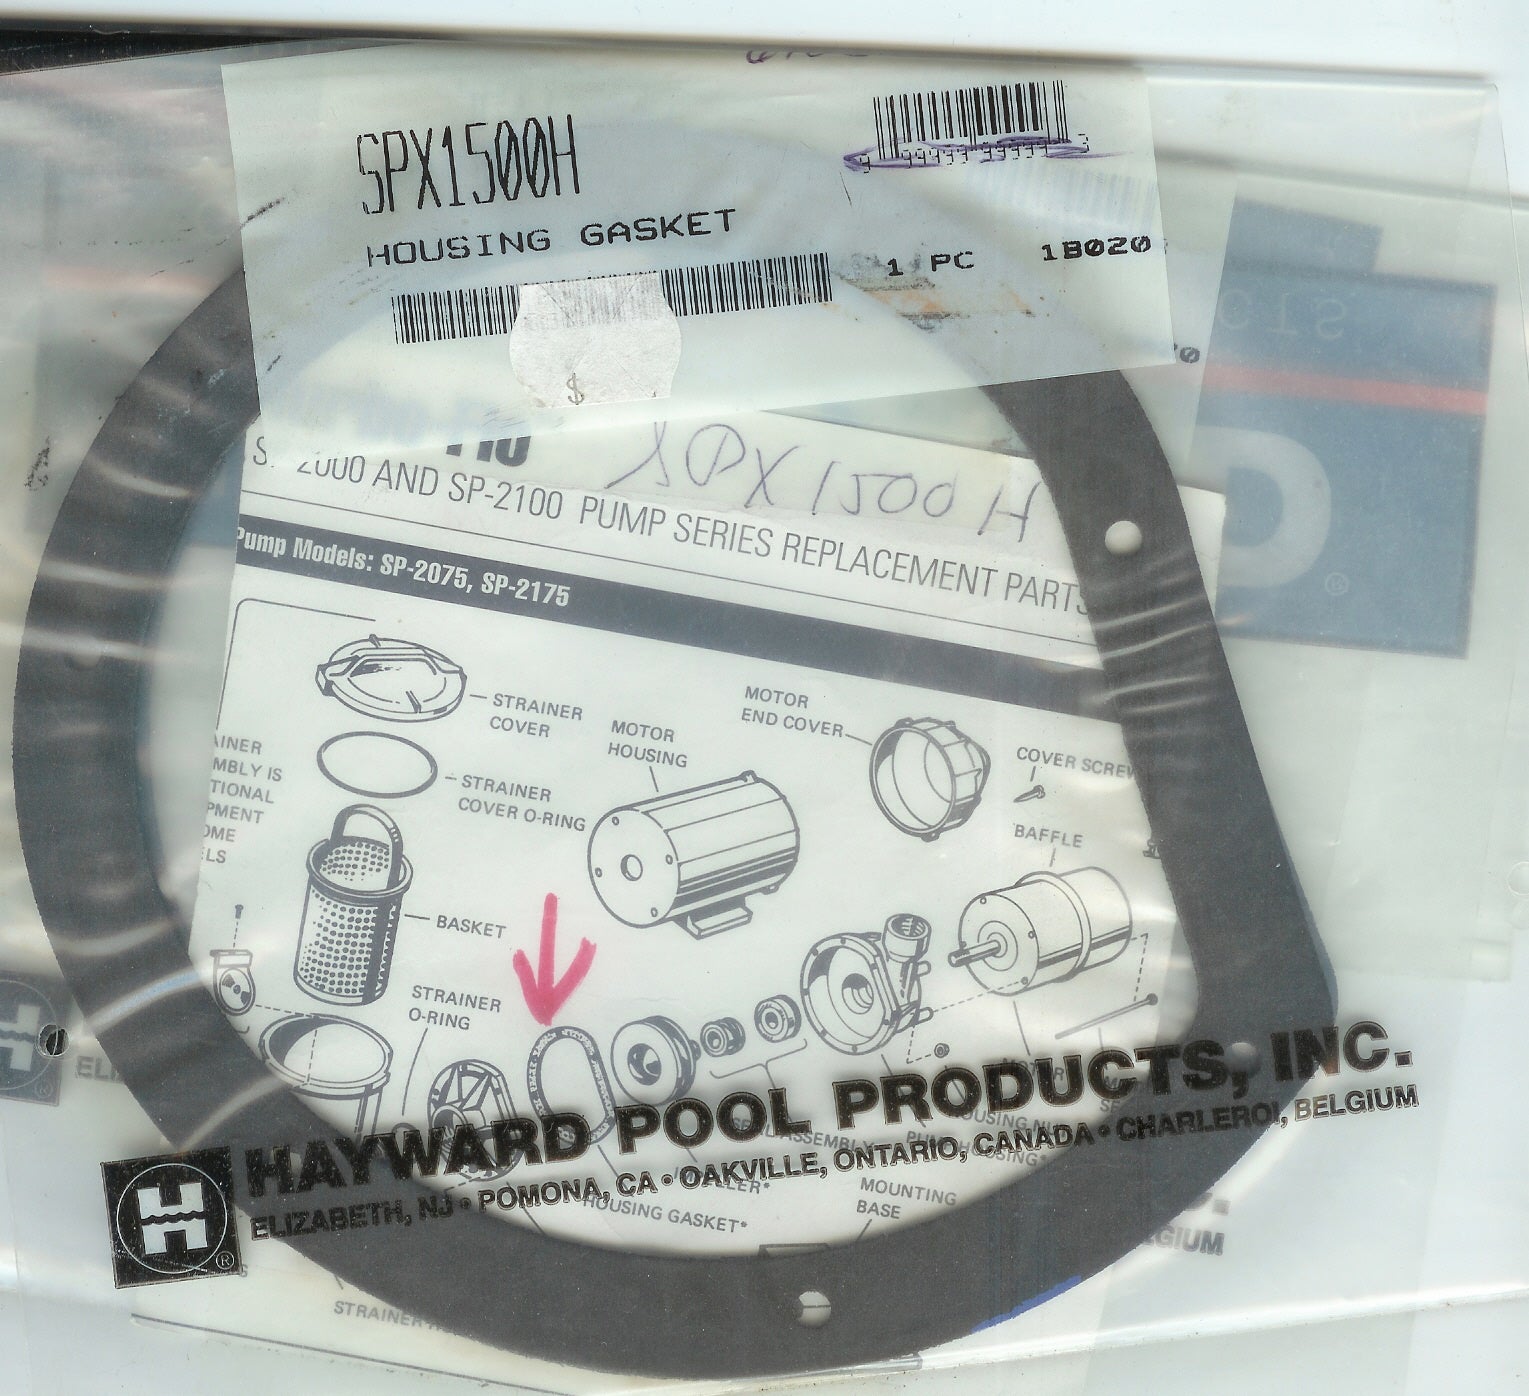 SPX1500H
HOUSING GASKET
1 PC 1B020
$
SPX1500H
2000 AND SP-2100 PUMP SERIES REPLACEMENT PARTS
Pump Models: SP-2075, SP-2175
STRAINER
COVER
MOTOR
HOUSING
MOTOR
END COVER
COVER SCREW
STRAINER
COVER O-RING
BAFFLE
BASKET
STRAINER
O-RING
HAYWARD POOL PRODUCTS, INC.
ELIZABETH, NJ • POMONA, CA • OAKVILLE, ONTARIO, CANADA • CHARLEROI, BELGIUM
H
®
HOUSING GASKET*
MOUNTING
BASE
STRAINER